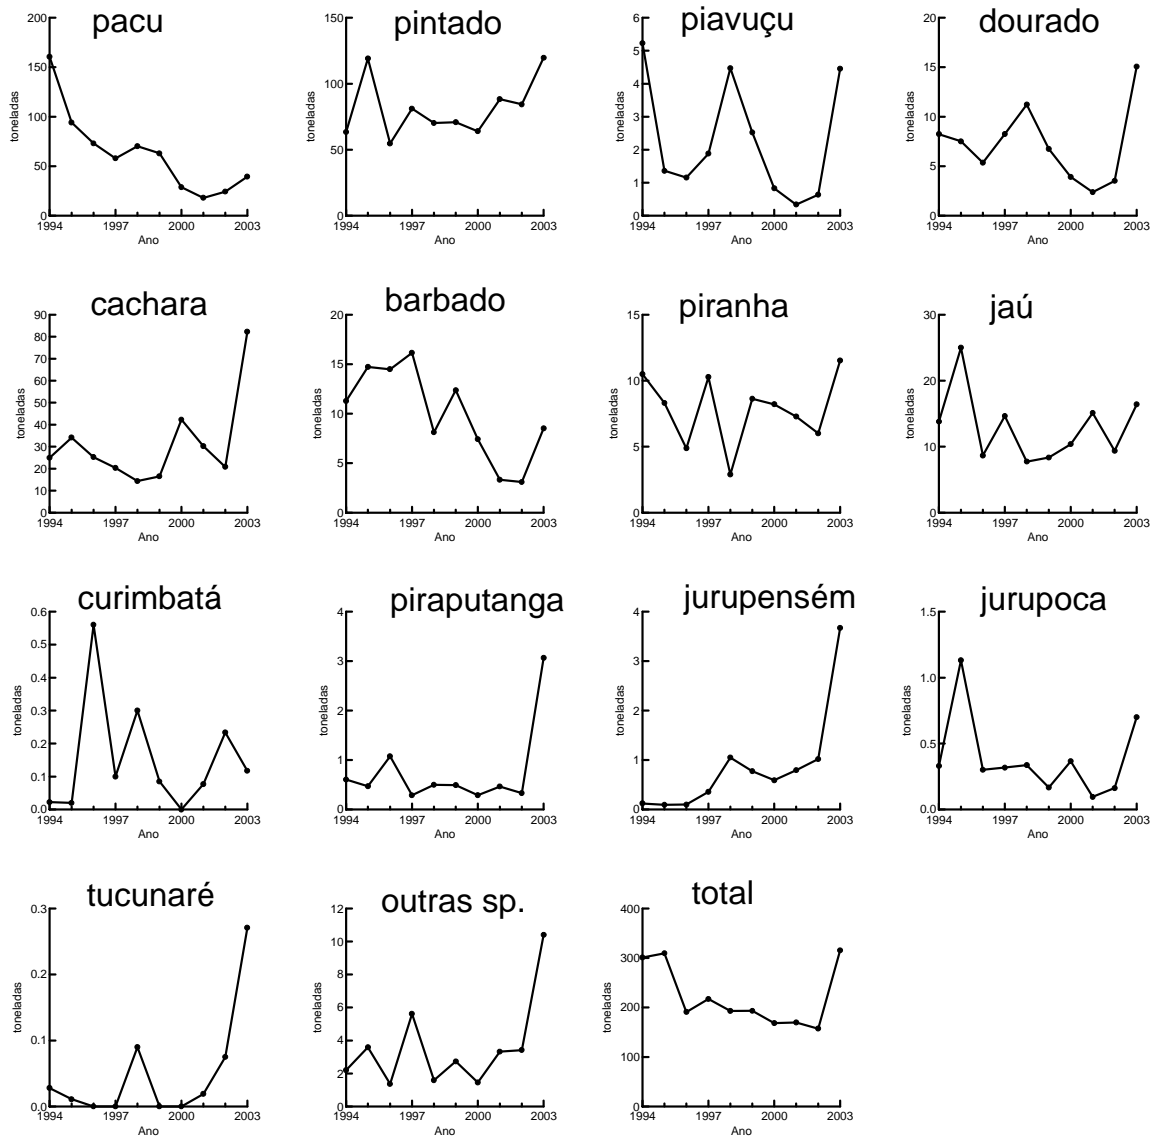 pacu
200
150
100
50
0
toneladas
1994 1997 2000 2003
Ano
pintado
150
100
50
0
toneladas
1994 1997 2000 2003
Ano
piavuçu
6
5
4
3
2
1
0
toneladas
1994 1997 2000 2003
Ano
dourado
20
15
10
5
0
toneladas
1994 1997 2000 2003
Ano
cachara
90
80
70
60
50
40
30
20
10
0
toneladas
1994 1997 2000 2003
Ano
barbado
20
15
10
5
0
toneladas
1994 1997 2000 2003
Ano
piranha
15
10
5
0
toneladas
1994 1997 2000 2003
Ano
jaú
30
20
10
0
toneladas
1994 1997 2000 2003
Ano
curimbatá
0.6
0.5
0.4
0.3
0.2
0.1
0.0
toneladas
1994 1997 2000 2003
Ano
piraputanga
4
3
2
1
0
toneladas
1994 1997 2000 2003
Ano
jurupensém
4
3
2
1
0
toneladas
1994 1997 2000 2003
Ano
jurupoca
1.5
1.0
0.5
0.0
toneladas
1994 1997 2000 2003
Ano
tucunaré
0.3
0.2
0.1
0.0
toneladas
1994 1997 2000 2003
Ano
outras sp.
12
10
8
6
4
2
0
toneladas
1994 1997 2000 2003
Ano
total
400
300
200
100
0
toneladas
1994 1997 2000 2003
Ano